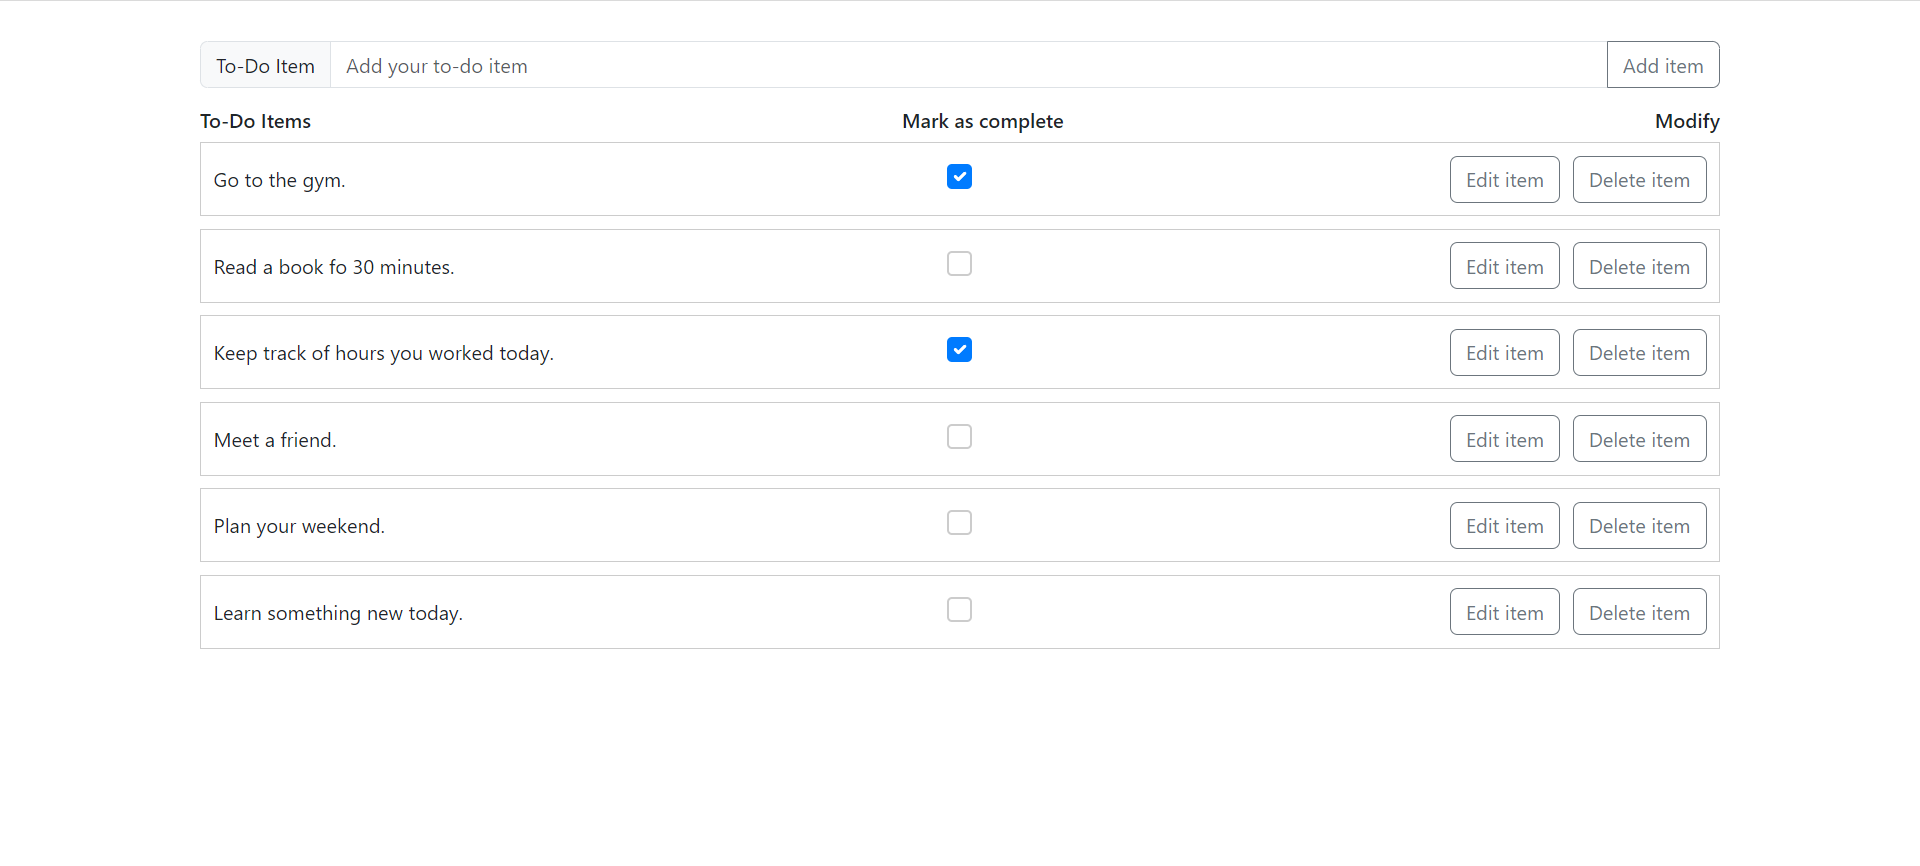 To-Do Item Add your to-do item Add item
To-Do Items Mark as complete Modify
Go to the gym. Edit item Delete item
Read a book fo 30 minutes. Edit item Delete item
Keep track of hours you worked today. Edit item Delete item
Meet a friend. Edit item Delete item
Plan your weekend. Edit item Delete item
Learn something new today. Edit item Delete item